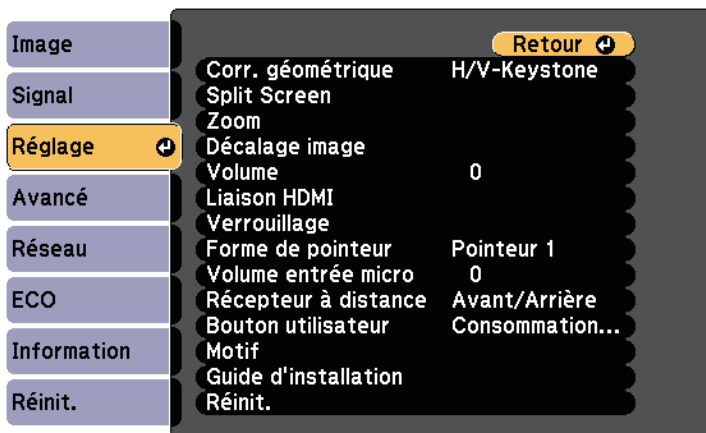 Image
Signal
Réglage
Avancé
Réseau
ECO
Information
Réinit.
Retour
Corr. géométrique H/V-Keystone
Split Screen
Zoom
Décalage image
Volume 0
Liaison HDMI
Verrouillage
Forme de pointeur Pointeur 1
Volume entrée micro 0
Récepteur à distance Avant/Arrière
Bouton utilisateur Consommation...
Motif
Guide d'installation
Réinit.